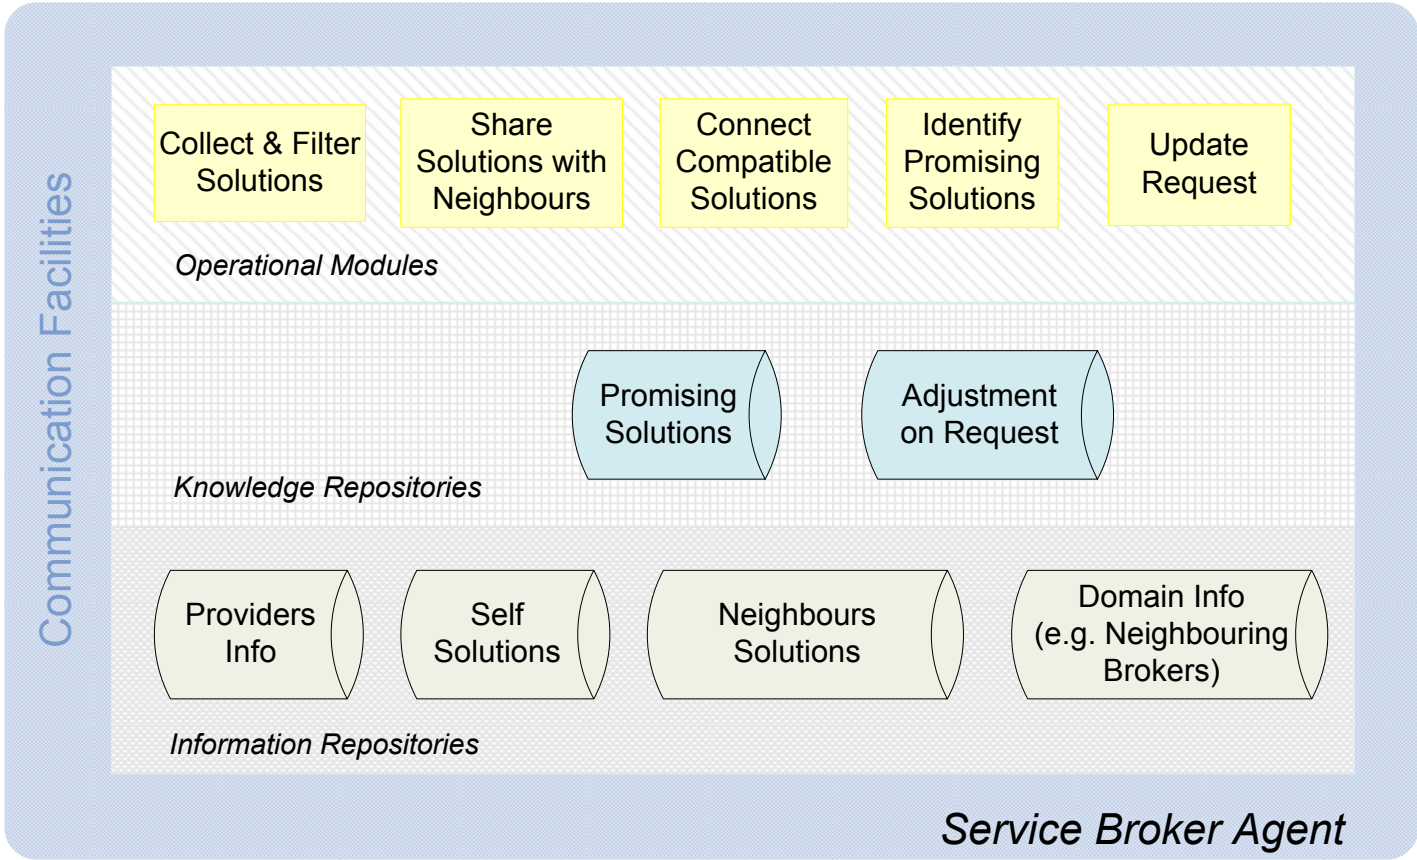 Communication Facilities
Collect & Filter
Solutions
Share
Solutions with
Neighbours
Connect
Compatible
Solutions
Identify
Promising
Solutions
Update
Request
Operational Modules
Promising
Solutions
Adjustment
on Request
Knowledge Repositories
Providers
Info
Self
Solutions
Neighbours
Solutions
Domain Info
(e.g. Neighbouring
Brokers)
Information Repositories
Service Broker Agent